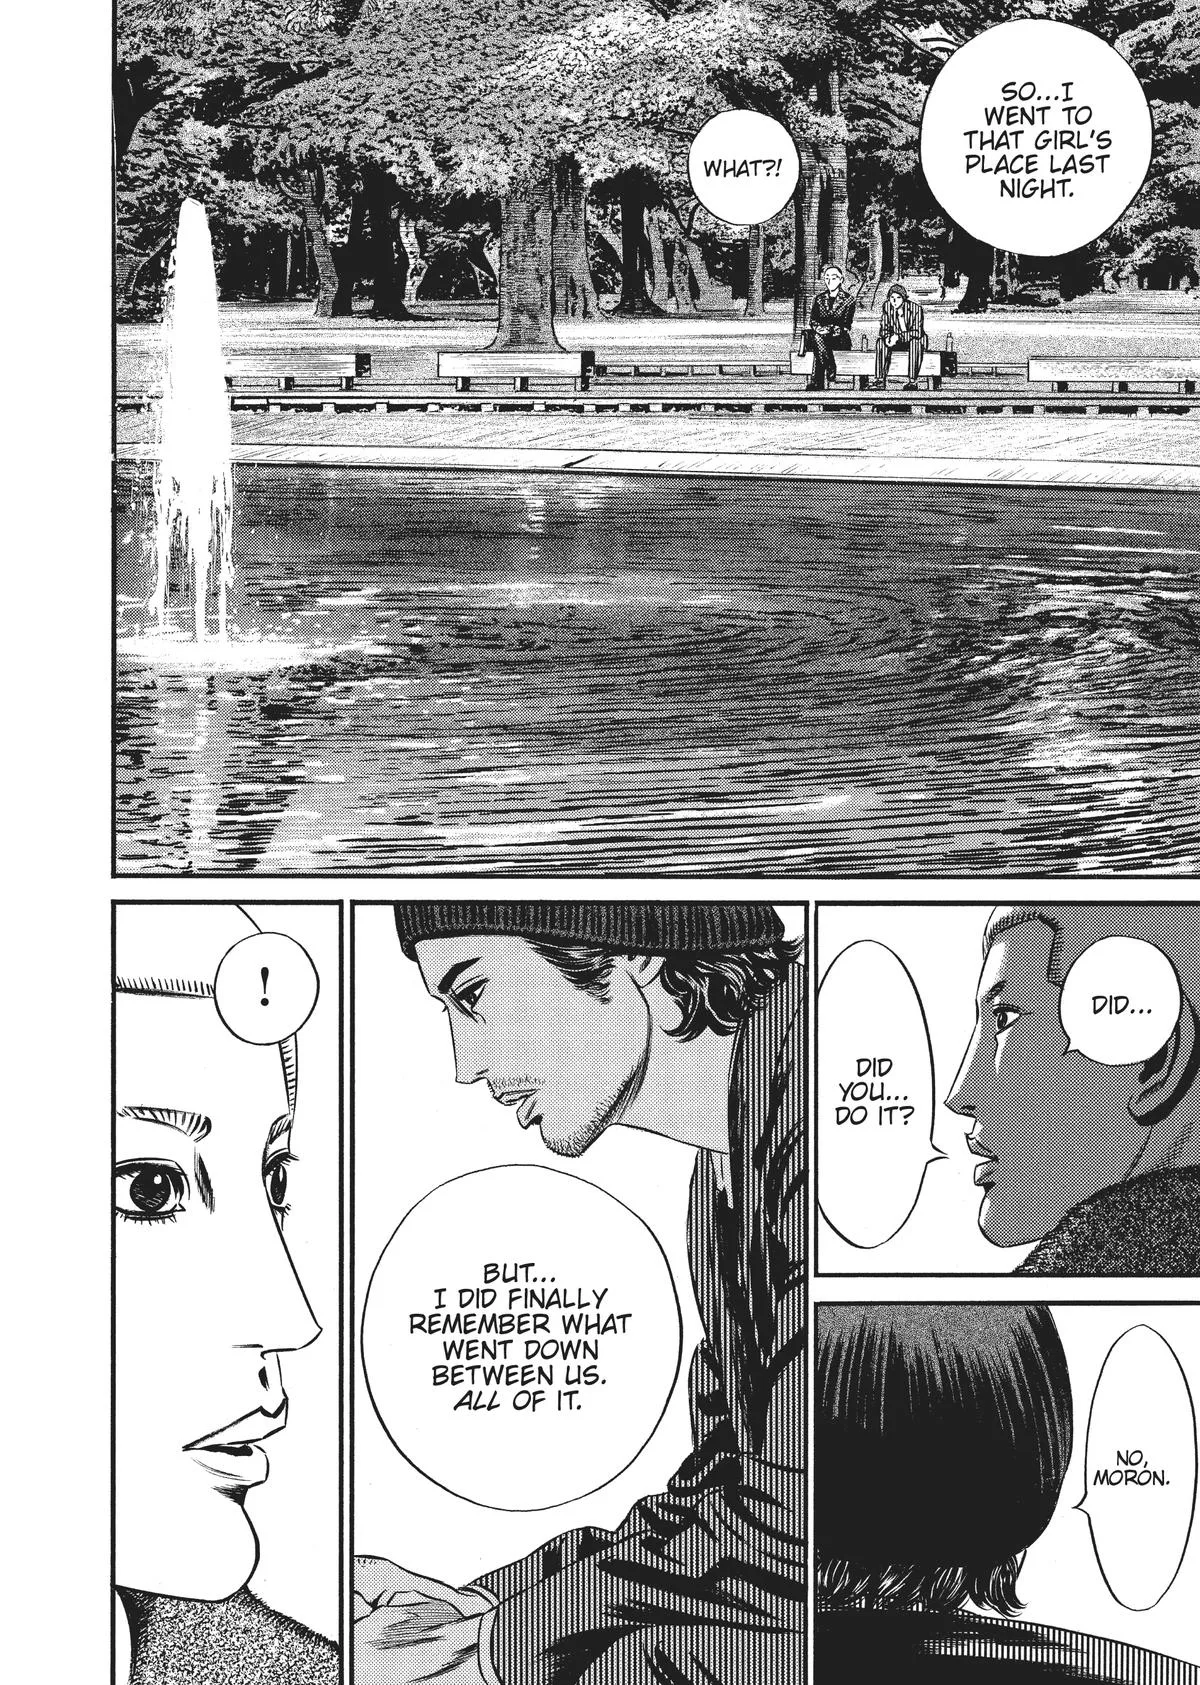 SO...I
WENT TO
THAT GIRL'S
PLACE LAST
NIGHT.
WHAT?!
DID...
DID
YOU...
DO IT?
NO,
MORON.
BUT...
I DID FINALLY
REMEMBER WHAT
WENT DOWN
BETWEEN US.
ALL OF IT.
!